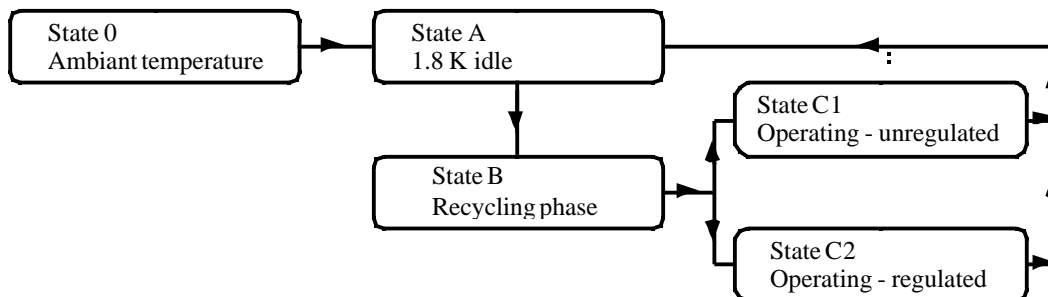 State 0
Ambiant temperature
State A
1.8 K idle
State C1
Operating - unregulated
State B
Recycling phase
State C2
Operating - regulated